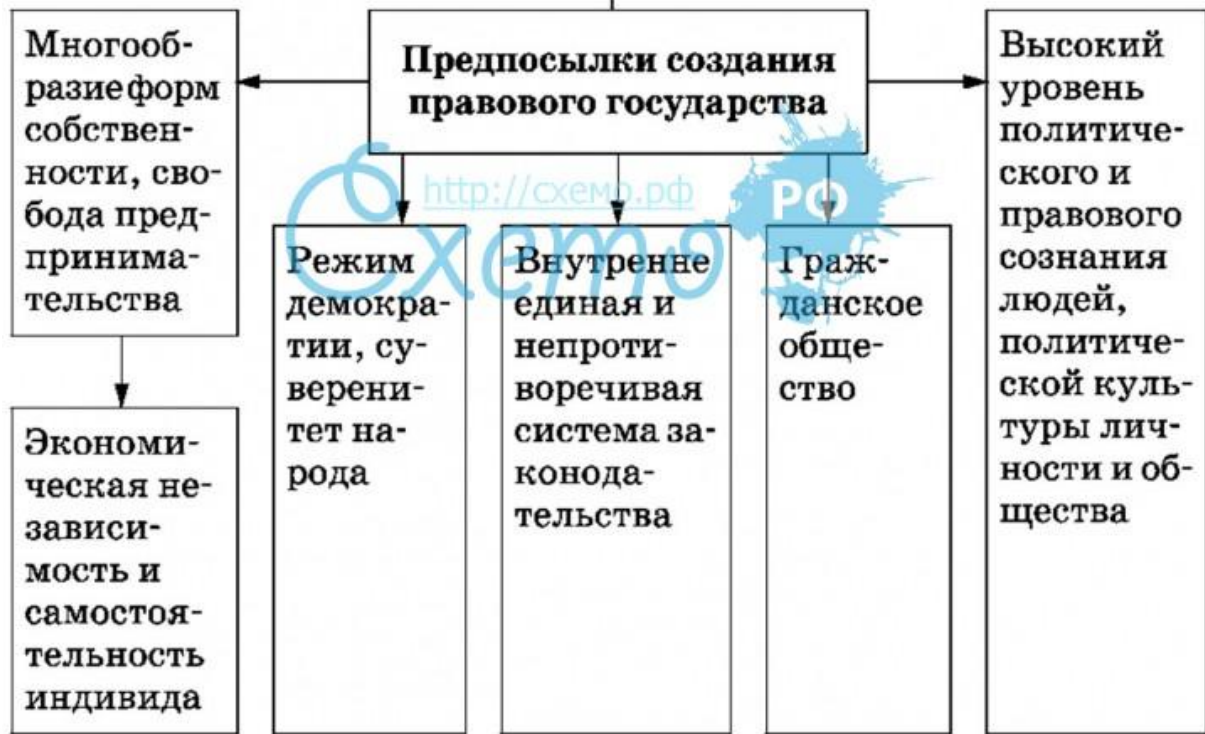 Предпосылки создания
правового государства
Многооб-
разие форм
собствен-
ности, сво-
бода пред-
принима-
тельства
Экономи-
ческая не-
зависи-
мость и
самостоя-
тельность
индивида
Режим
демокра-
тии, су-
верени-
тет на-
рода
Внутренне
единая и
непроти-
воречивая
система за-
конода-
тельства
Граж-
данское
обще-
ство
Высокий
уровень
политиче-
ского и
правового
сознания
людей,
политиче-
ской куль-
туры лич-
ности и об-
щества
http://схемо.рф
Схемо
РФ